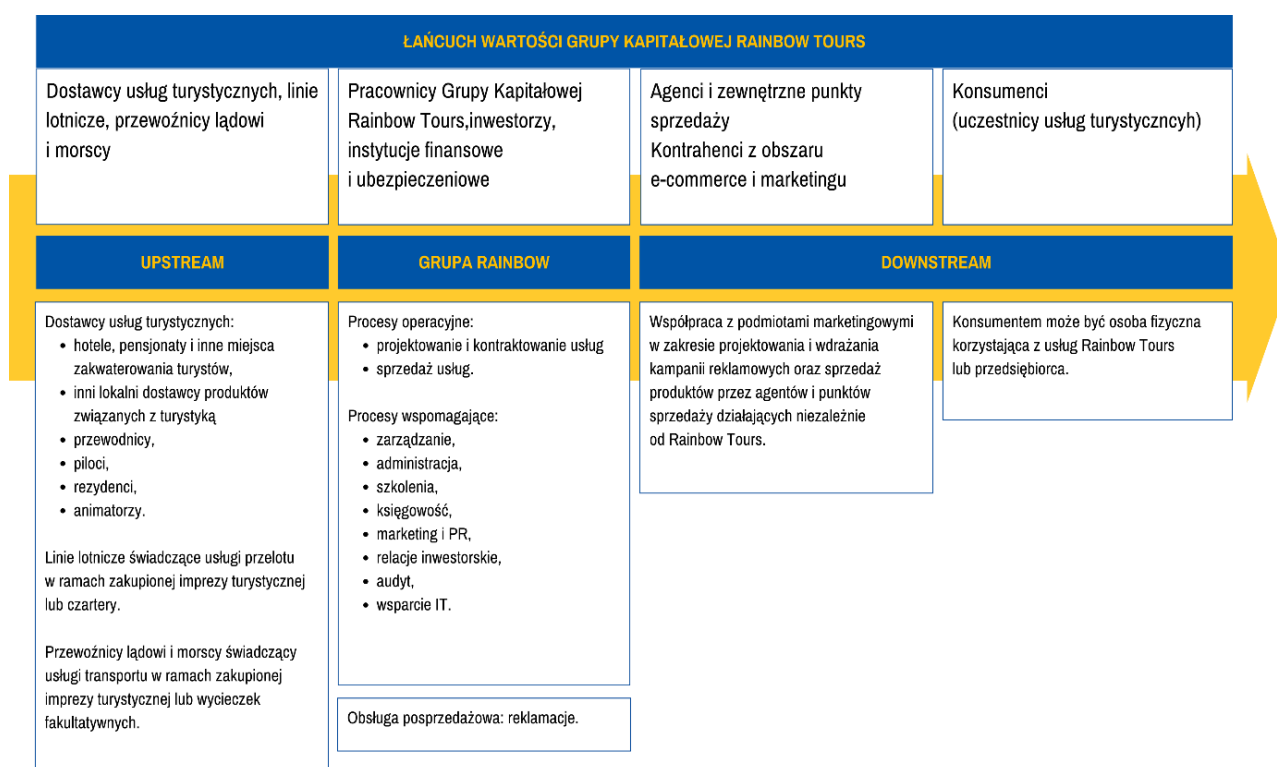 ŁAŃCUCH WARTOŚCI GRUPY KAPITAŁOWEJ RAINBOW TOURS
Dostawcy usług turystycznych, linie
lotnicze, przewoźnicy lądowi
i morscy
Pracownicy Grupy Kapitałowej
Rainbow Tours,inwestorzy,
instytucje finansowe
i ubezpieczeniowe
Agenci i zewnętrzne punkty
sprzedaży
Kontrahenci z obszaru
e-commerce i marketingu
Konsumenci
(uczestnicy usług turystyczncyh)
UPSTREAM
GRUPA RAINBOW
DOWNSTREAM
Dostawcy usług turystycznych:
• hotele, pensjonaty i inne miejsca
zakwaterowania turystów,
• inni lokalni dostawcy produktów
związanych z turystyką
• przewodnicy,
• piloci,
• rezydenci,
• animatorzy.
Linie lotnicze świadczące usługi przelotu
w ramach zakupionej imprezy turystycznej
lub czartery.
Przewoźnicy lądowi i morscy świadczący
usługi transportu w ramach zakupionej
imprezy turystycznej lub wycieczek
fakultatywnych.
Procesy operacyjne:
• projektowanie i kontraktowanie usług
• sprzedaż usług.
Procesy wspomagające:
• zarządzanie,
• administracja,
• szkolenia,
• księgowość,
• marketing i PR,
• relacje inwestorskie,
• audyt,
• wsparcie IT.
Obsługa posprzedażowa: reklamacje.
Współpraca z podmiotami marketingowymi
w zakresie projektowania i wdrażania
kampanii reklamowych oraz sprzedaż
produktów przez agentów i punktów
sprzedaży działających niezależnie
od Rainbow Tours.
Konsumentem może być osoba fizyczna
korzystająca z usług Rainbow Tours
lub przedsiębiorca.